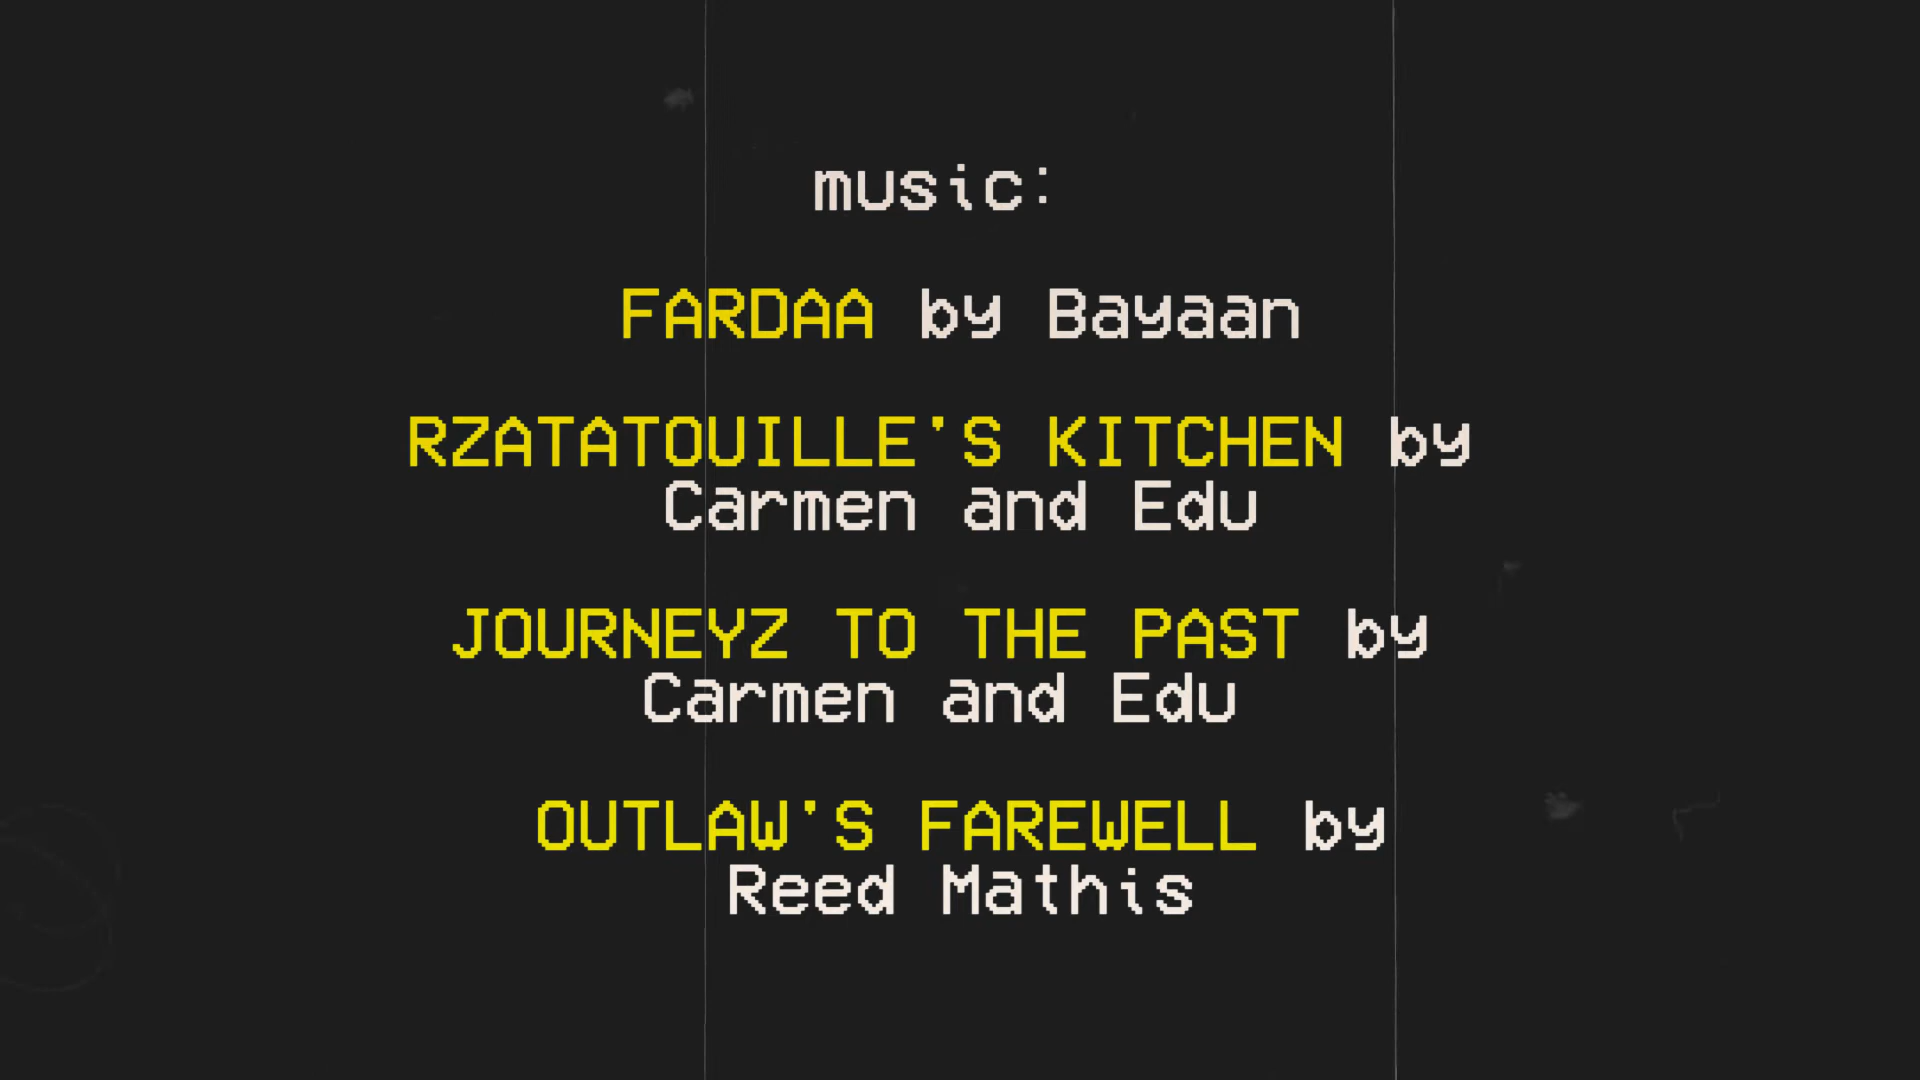 music:
FARDAA by Bayaan
RZATATOUILLE'S KITCHEN by
Carmen and Edu
JOURNEYZ TO THE PAST by
Carmen and Edu
OUTLAW'S FAREWELL by
Reed Mathis